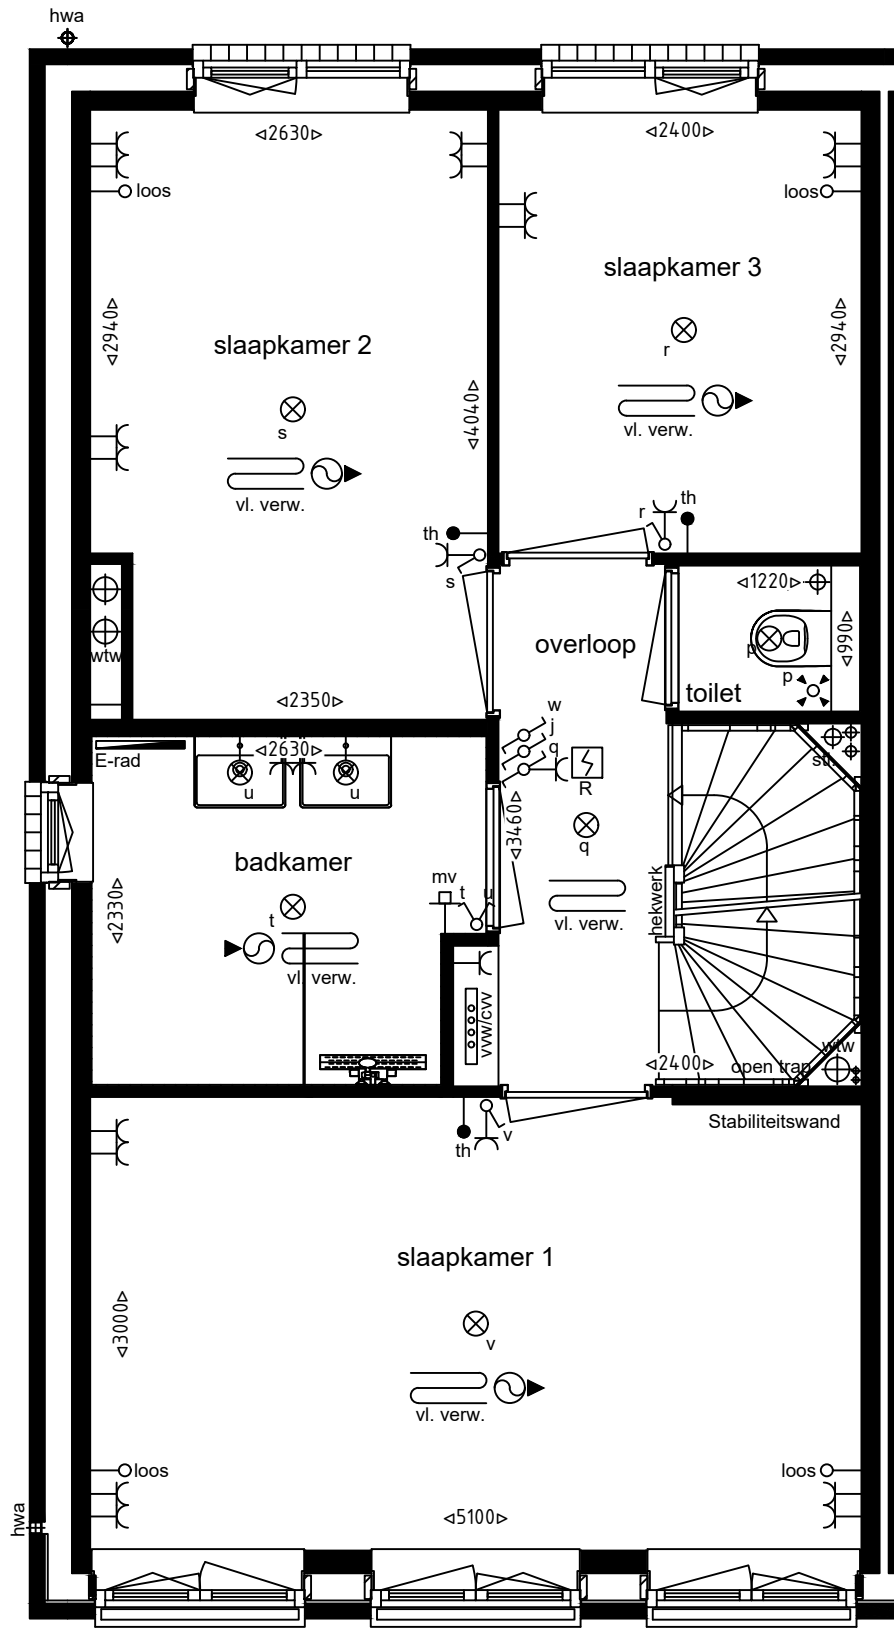 hwa
2630
2400
loos
loos
slaapkamer 3
2940
2940
slaapkamer 2
r
4040
s
vl. verw.
vl. verw.
r
th
th
s
1220
990
wtw
overloop
p
p
toilet
2350
w
j
q
2630
E-rad
u
u
R
3460
q
badkamer
mv
t
u
t
2330
hekwerk
vl. verw.
vl. verw.
vvw/cvv
wtw
2400
open trap
Stabiliteitswand
th
v
slaapkamer 1
3000
v
vl. verw.
loos
loos
hwa
5100